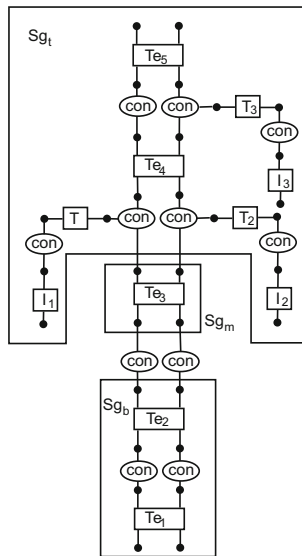 Sg_t
Te_5
con con T_3
con
Te_4 I_3
T con con T_2
con con
I_1 Te_3 I_2
Sg_m
con con
Sg_b
Te_2
con con
Te_1